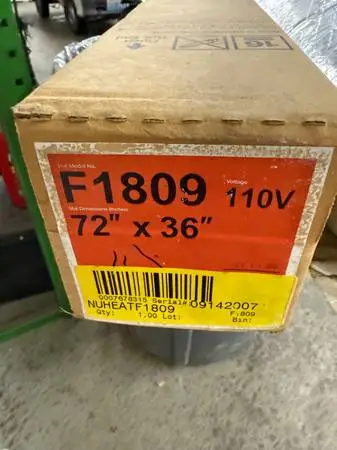 Mat Model No.
F1809
Voltage
110V
Mat Dimensions (Inches)
72" x 36"
0007678315 Serial# 09142007
NUHEATF1809
F.809
Qty: 1.00 Lot: Bin: